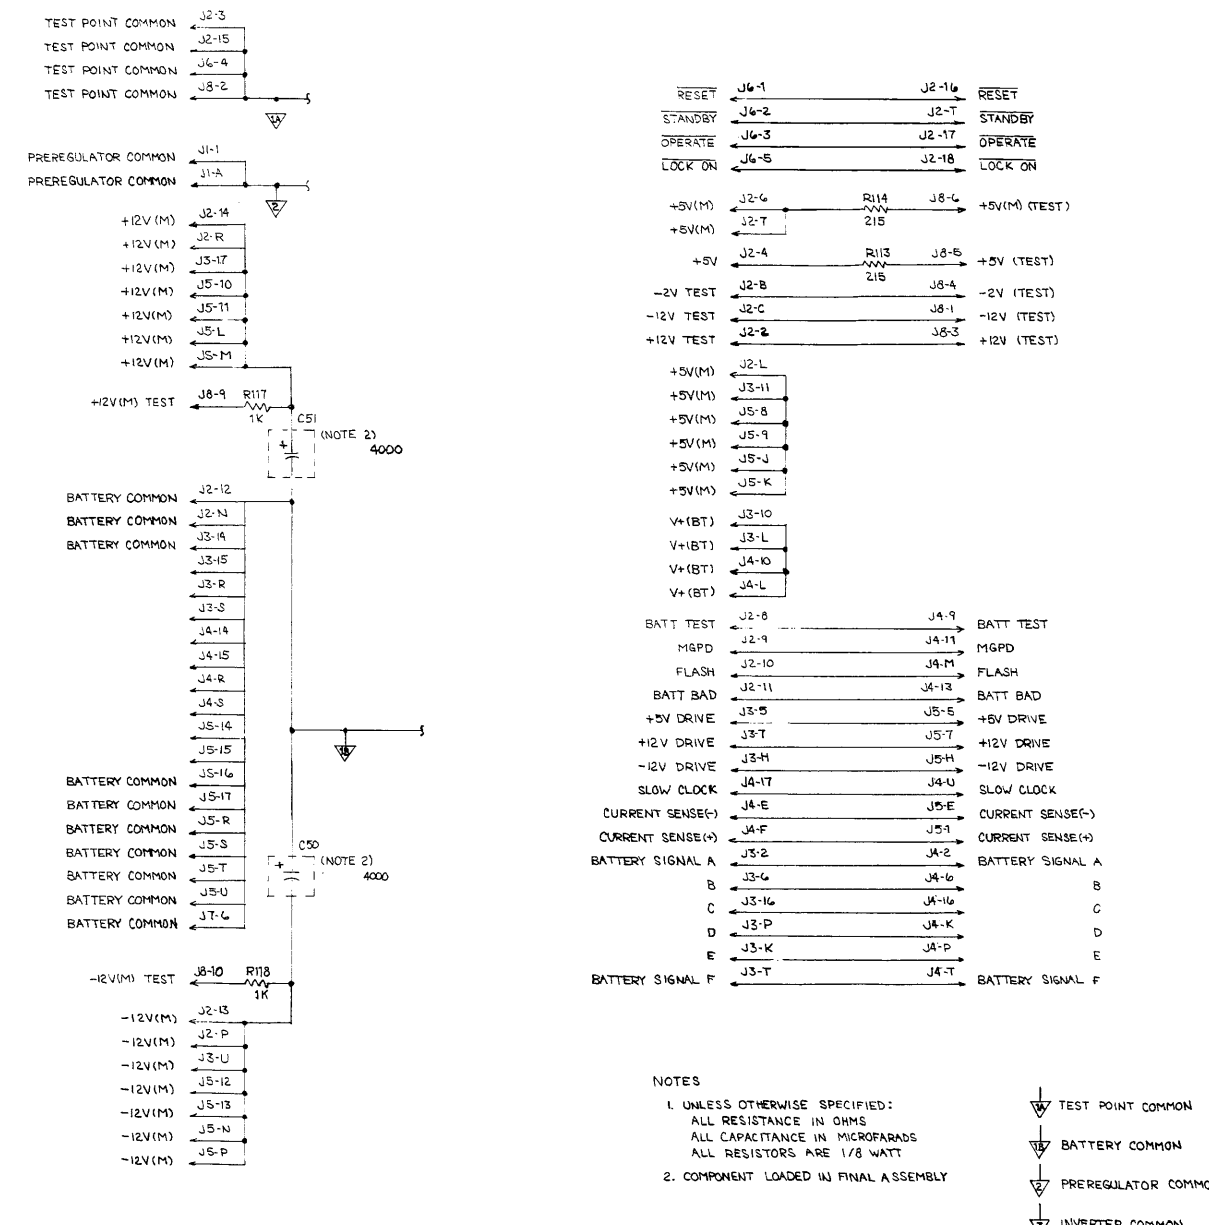 TEST POINT COMMON J2-3
TEST POINT COMMON J2-15
TEST POINT COMMON J6-4
TEST POINT COMMON J8-2
1A
PREREGULATOR COMMON J1-1
PREREGULATOR COMMON J1-A
2
+12V(M) J2-14
+12V(M) J2-R
+12V(M) J3-17
+12V(M) J5-10
+12V(M) J5-11
+12V(M) J5-L
+12V(M) J5-M
+12V(M) TEST J8-9 R117
1K
C51
+ (NOTE 2)
4000
BATTERY COMMON J2-12
BATTERY COMMON J2-N
BATTERY COMMON J3-14
J3-15
J3-R
J3-S
J4-14
J4-15
J4-R
J4-S
J5-14
1B
J5-15
BATTERY COMMON J5-16
BATTERY COMMON J5-17
BATTERY COMMON J5-R
BATTERY COMMON J5-S
BATTERY COMMON J5-T
BATTERY COMMON J5-U
BATTERY COMMON J7-6
C50
+ (NOTE 2)
4000
-12V(M) TEST J8-10 R118
1K
-12V(M) J2-13
-12V(M) J2-P
-12V(M) J3-U
-12V(M) J5-12
-12V(M) J5-13
-12V(M) J5-N
-12V(M) J5-P
RESET J6-1 J2-16 RESET
STANDBY J6-2 J2-T STANDBY
OPERATE J6-3 J2-17 OPERATE
LOCK ON J6-5 J2-18 LOCK ON
+5V(M) J2-6 R114 J8-6 +5V(M) (TEST)
215
+5V(M) J2-7
+5V J2-4 R113 J8-5 +5V (TEST)
215
-2V TEST J2-B J8-4 -2V (TEST)
-12V TEST J2-C J8-1 -12V (TEST)
+12V TEST J2-2 J8-3 +12V (TEST)
+5V(M) J2-L
+5V(M) J3-11
+5V(M) J5-8
+5V(M) J5-9
+5V(M) J5-J
+5V(M) J5-K
V+(BT) J3-10
V+(BT) J3-L
V+(BT) J4-10
V+(BT) J4-L
BATT TEST J2-8 J4-9 BATT TEST
MGPD J2-9 J4-11 MGPD
FLASH J2-10 J4-M FLASH
BATT BAD J2-11 J4-13 BATT BAD
+5V DRIVE J3-5 J5-5 +5V DRIVE
+12V DRIVE J3-7 J5-7 +12V DRIVE
-12V DRIVE J3-H J5-H -12V DRIVE
SLOW CLOCK J4-17 J4-U SLOW CLOCK
CURRENT SENSE(-) J4-E J5-E CURRENT SENSE(-)
CURRENT SENSE(+) J4-F J5-1 CURRENT SENSE(+)
BATTERY SIGNAL A J3-2 J4-2 BATTERY SIGNAL A
B J3-6 J4-6 B
C J3-16 J4-16 C
D J3-P J4-K D
E J3-K J4-P E
BATTERY SIGNAL F J3-T J4-T BATTERY SIGNAL F
NOTES
1. UNLESS OTHERWISE SPECIFIED:
ALL RESISTANCE IN OHMS
ALL CAPACITANCE IN MICROFARADS
ALL RESISTORS ARE 1/8 WATT
2. COMPONENT LOADED IN FINAL ASSEMBLY
1A TEST POINT COMMON
1B BATTERY COMMON
2 PREREGULATOR COMMO
3 INVERTER COMMON